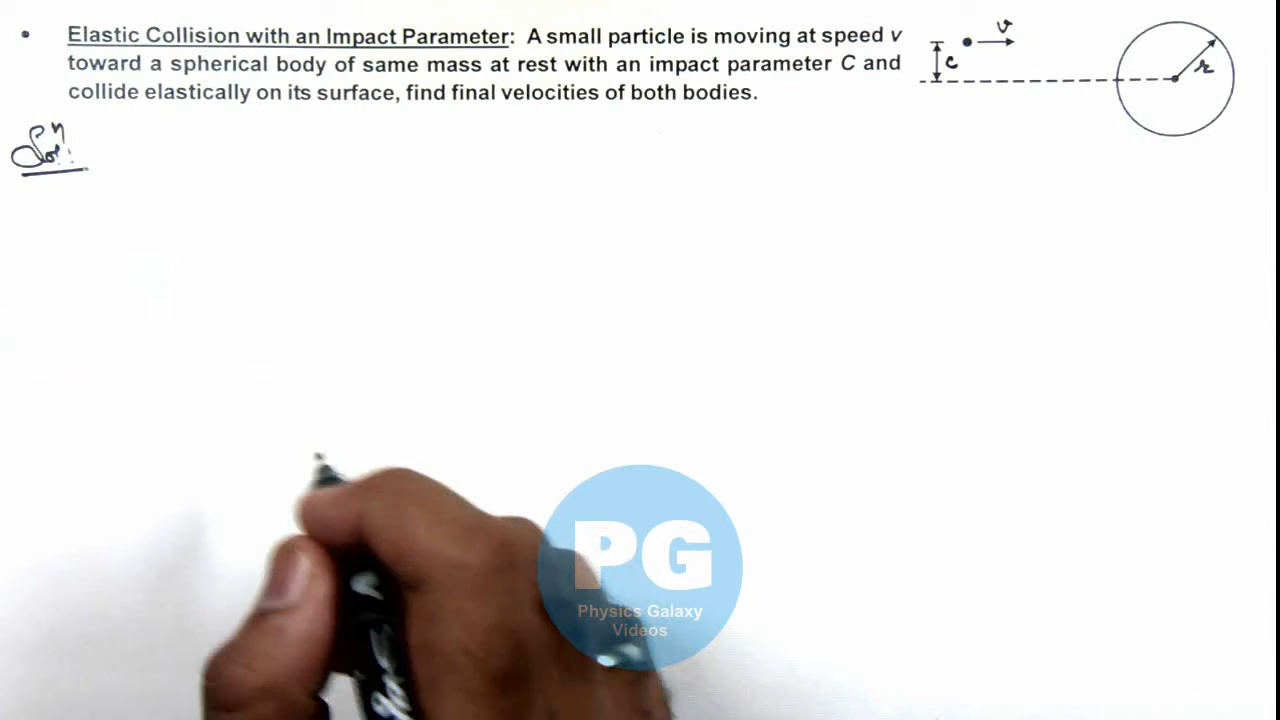 • Elastic Collision with an Impact Parameter: A small particle is moving at speed v
toward a spherical body of same mass at rest with an impact parameter C and
collide elastically on its surface, find final velocities of both bodies.
v
c
r
Solⁿ:
PG
Physics Galaxy
Videos